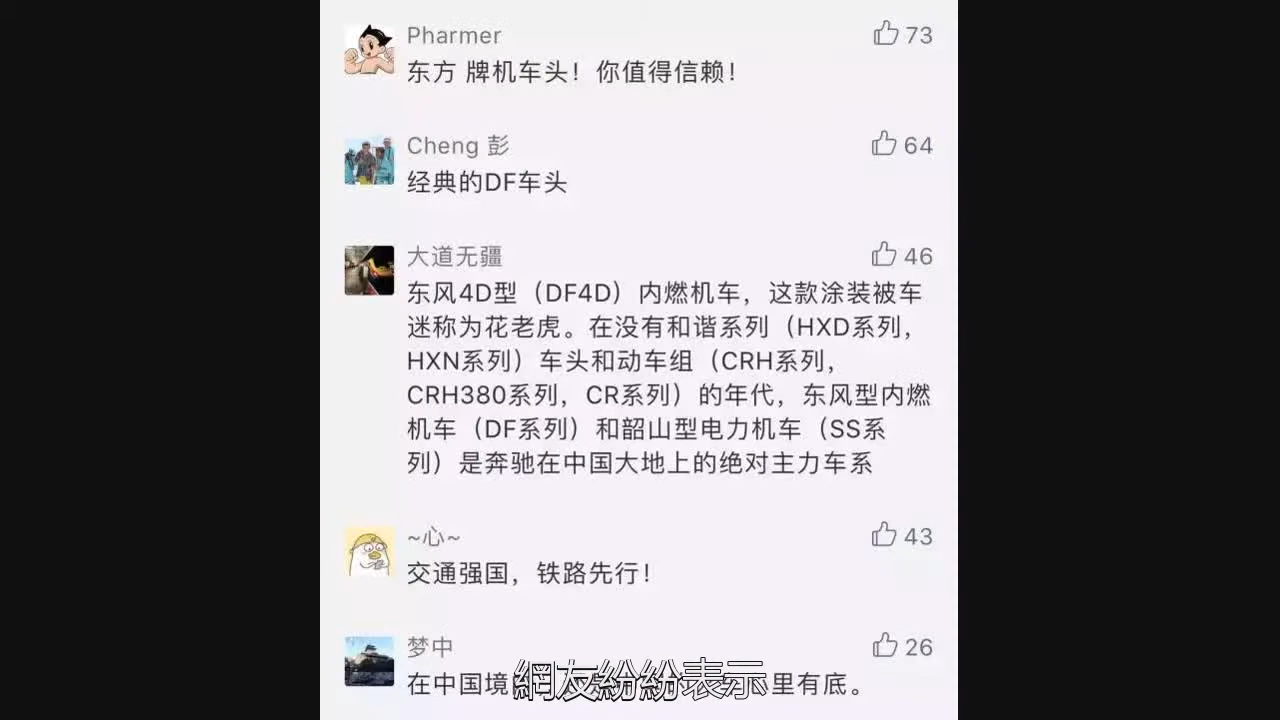 Pharmer 73
东方 牌机车头！你值得信赖！
Cheng 彭 64
经典的DF车头
大道无疆 46
东风4D型（DF4D）内燃机车，这款涂装被车
迷称为花老虎。在没有和谐系列（HXD系列，
HXN系列）车头和动车组（CRH系列，
CRH380系列，CR系列）的年代，东风型内燃
机车（DF系列）和韶山型电力机车（SS系
列）是奔驰在中国大地上的绝对主力车系
~心~ 43
交通强国，铁路先行！
梦中 26
在中国境 里有底。
網友紛紛表示